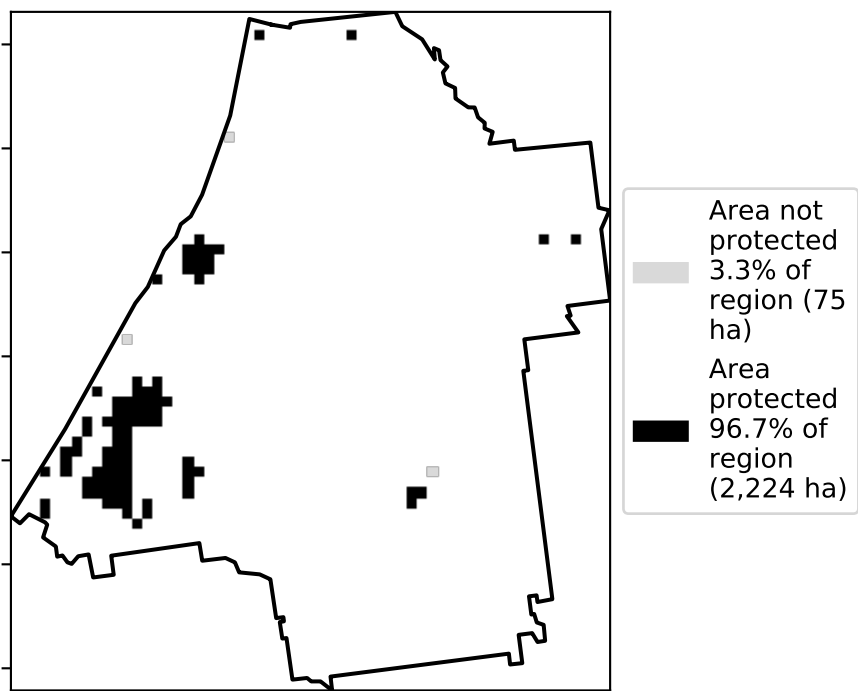 Area not
protected
3.3% of
region (75
ha)
Area
protected
96.7% of
region
(2,224 ha)